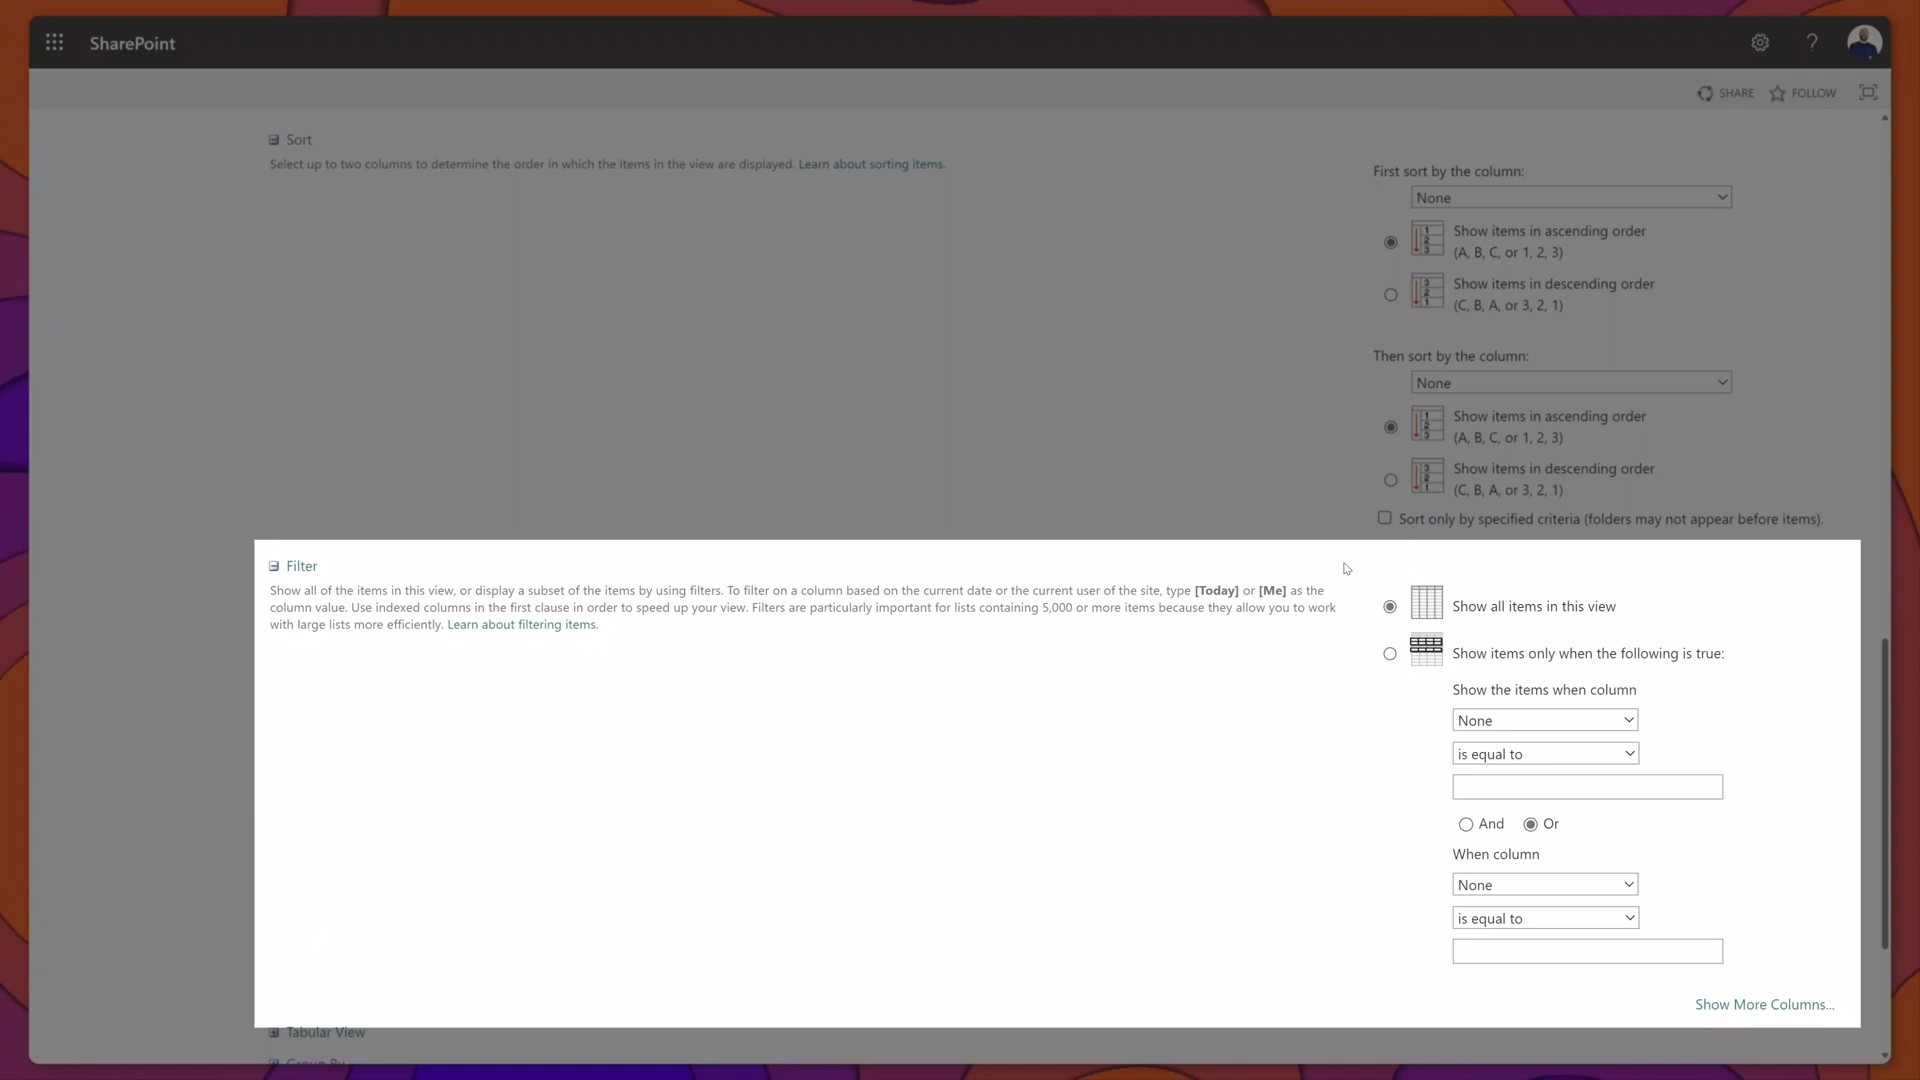 SharePoint
SHARE
FOLLOW
Sort
Select up to two columns to determine the order in which the items in the view are displayed. Learn about sorting items.
First sort by the column:
None
Show items in ascending order
(A, B, C, or 1, 2, 3)
Show items in descending order
(C, B, A, or 3, 2, 1)
Then sort by the column:
None
Show items in ascending order
(A, B, C, or 1, 2, 3)
Show items in descending order
(C, B, A, or 3, 2, 1)
Sort only by specified criteria (folders may not appear before items).
Filter
Show all of the items in this view, or display a subset of the items by using filters. To filter on a column based on the current date or the current user of the site, type [Today] or [Me] as the
column value. Use indexed columns in the first clause in order to speed up your view. Filters are particularly important for lists containing 5,000 or more items because they allow you to work
with large lists more efficiently. Learn about filtering items.
Show all items in this view
Show items only when the following is true:
Show the items when column
None
is equal to
And Or
When column
None
is equal to
Show More Columns...
Tabular View
Group By